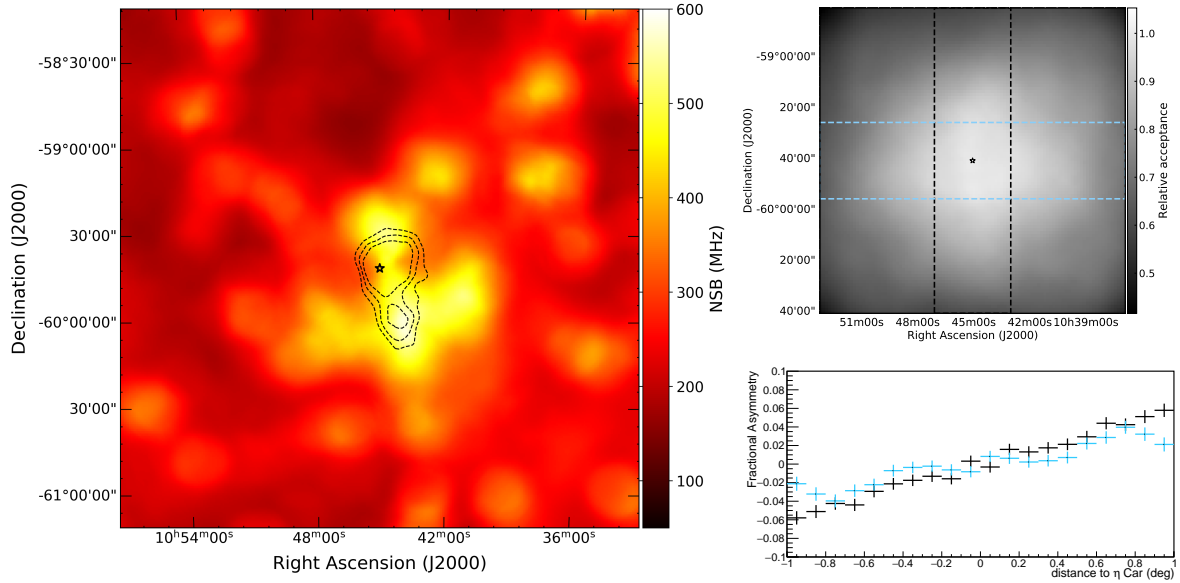 -58°30'00"
-59°00'00"
30'00"
-60°00'00"
30'00"
-61°00'00"
Declination (J2000)
10ʰ54ᵐ00ˢ
48ᵐ00ˢ
42ᵐ00ˢ
36ᵐ00ˢ
Right Ascension (J2000)
600
500
400
300
200
100
NSB (MHz)
-59°00'00"
20'00"
40'00"
-60°00'00"
20'00"
40'00"
Declination (J2000)
51m00s
48m00s
45m00s
42m00s
10h39m00s
Right Ascension (J2000)
1.0
0.9
0.8
0.7
0.6
0.5
Relative acceptance
0.1
0.08
0.06
0.04
0.02
0
−0.02
−0.04
−0.06
−0.08
−0.1
Fractional Asymmetry
−1
−0.8
−0.6
−0.4
−0.2
0
0.2
0.4
0.6
0.8
1
distance to η Car (deg)